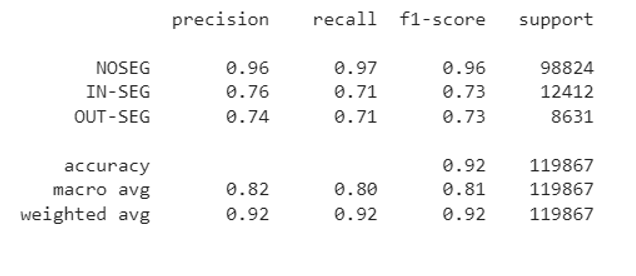 precision recall f1-score support
NOSEG 0.96 0.97 0.96 98824
IN-SEG 0.76 0.71 0.73 12412
OUT-SEG 0.74 0.71 0.73 8631
accuracy 0.92 119867
macro avg 0.82 0.80 0.81 119867
weighted avg 0.92 0.92 0.92 119867